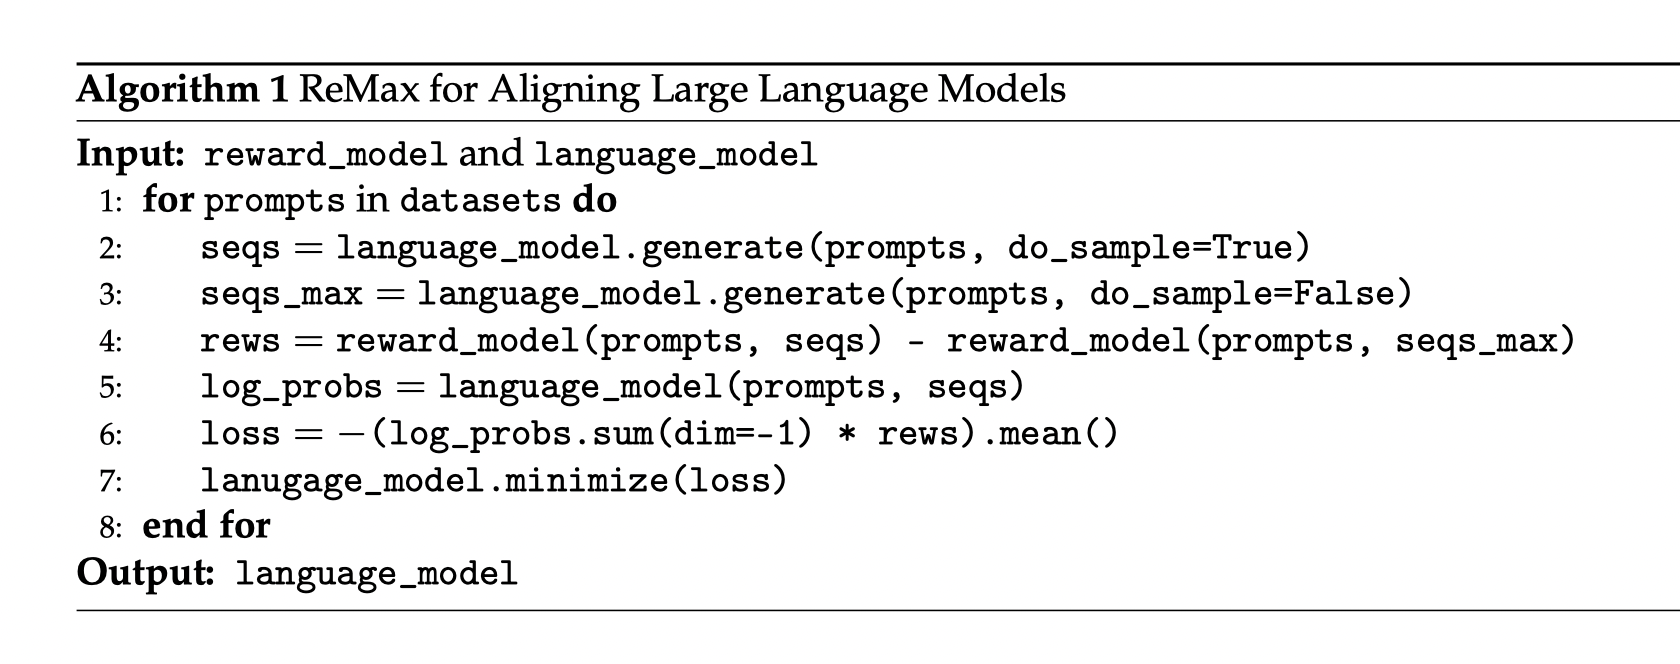 Algorithm 1 ReMax for Aligning Large Language Models
Input: reward_model and language_model
1: for prompts in datasets do
2: seqs = language_model.generate(prompts, do_sample=True)
3: seqs_max = language_model.generate(prompts, do_sample=False)
4: rews = reward_model(prompts, seqs) - reward_model(prompts, seqs_max)
5: log_probs = language_model(prompts, seqs)
6: loss = −(log_probs.sum(dim=-1) * rews).mean()
7: lanugage_model.minimize(loss)
8: end for
Output: language_model